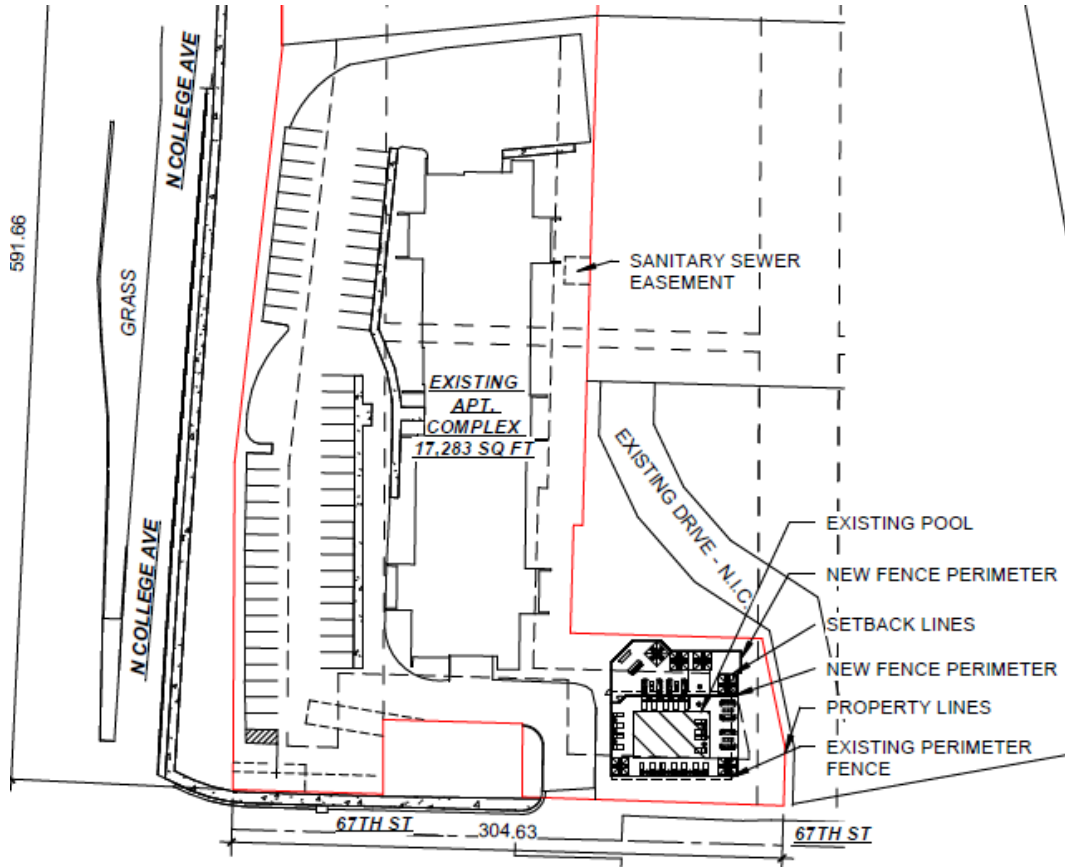 N COLLEGE AVE
591.66
GRASS
SANITARY SEWER
EASEMENT
EXISTING
APT.
COMPLEX
17,283 SQ FT
EXISTING DRIVE - N.I.C.
EXISTING POOL
NEW FENCE PERIMETER
SETBACK LINES
N COLLEGE AVE
NEW FENCE PERIMETER
PROPERTY LINES
EXISTING PERIMETER
FENCE
67TH ST
304.63
67TH ST